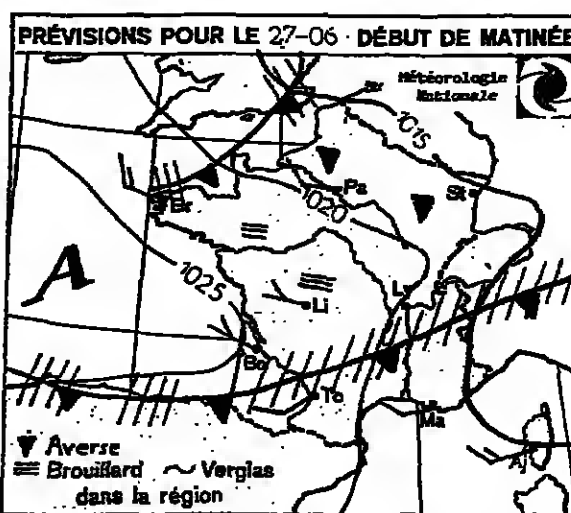 PRÉVISIONS POUR LE 27-06 · DÉBUT DE MATINÉE
Météorologie
Nationale
1015
Pa
St
Br
1020
A
1025
Li
Ly
Bo
To
Ma
Aj
Averse
Brouillard Verglas
dans la région